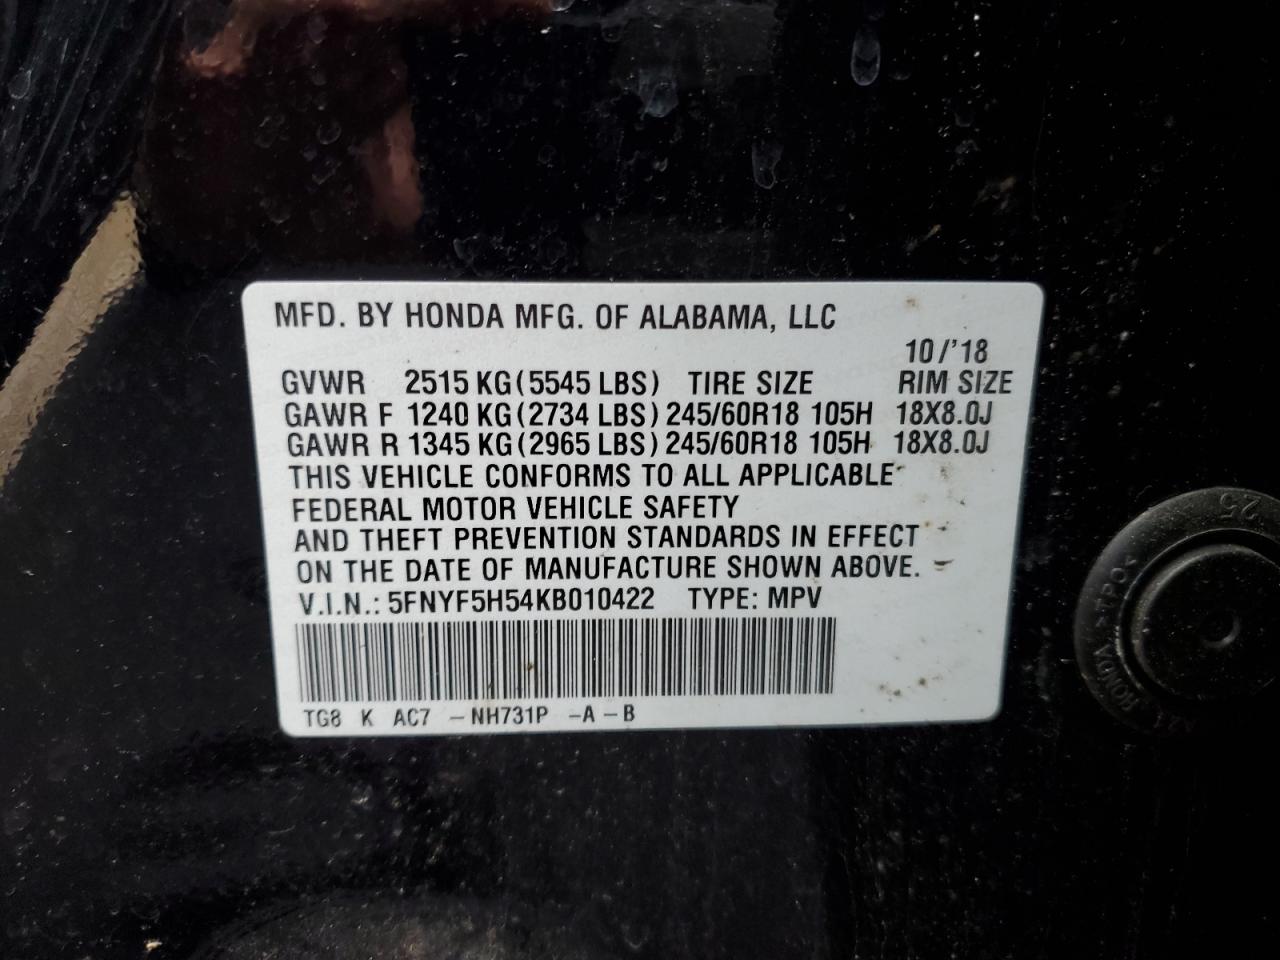 MFD. BY HONDA MFG. OF ALABAMA, LLC
10/'18
GVWR 2515 KG (5545 LBS) TIRE SIZE RIM SIZE
GAWR F 1240 KG (2734 LBS) 245/60R18 105H 18X8.0J
GAWR R 1345 KG (2965 LBS) 245/60R18 105H 18X8.0J
THIS VEHICLE CONFORMS TO ALL APPLICABLE
FEDERAL MOTOR VEHICLE SAFETY
AND THEFT PREVENTION STANDARDS IN EFFECT
ON THE DATE OF MANUFACTURE SHOWN ABOVE.
V.I.N.: 5FNYF5H54KB010422 TYPE: MPV
TG8 K AC7 - NH731P - A - B
HONDA >TPO< 25